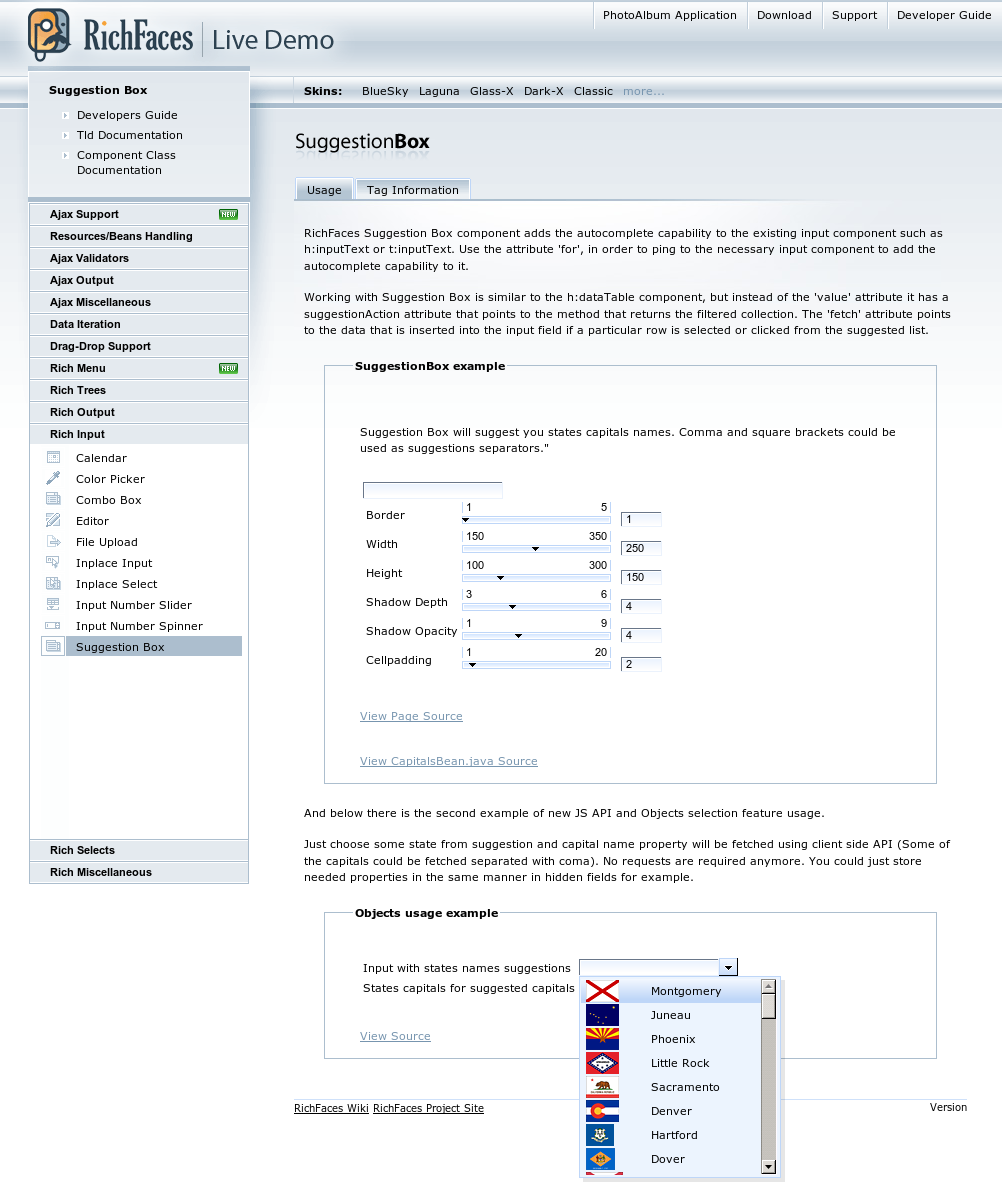 RichFaces Live Demo
PhotoAlbum Application
Download
Support
Developer Guide
Skins: BlueSky Laguna Glass-X Dark-X Classic more...
Suggestion Box
Developers Guide
Tld Documentation
Component Class
Documentation
Ajax Support NEW
Resources/Beans Handling
Ajax Validators
Ajax Output
Ajax Miscellaneous
Data Iteration
Drag-Drop Support
Rich Menu NEW
Rich Trees
Rich Output
Rich Input
Calendar
Color Picker
Combo Box
Editor
File Upload
Inplace Input
Inplace Select
Input Number Slider
Input Number Spinner
Suggestion Box
Rich Selects
Rich Miscellaneous
SuggestionBox
Usage
Tag Information
RichFaces Suggestion Box component adds the autocomplete capability to the existing input component such as
h:inputText or t:inputText. Use the attribute 'for', in order to ping to the necessary input component to add the
autocomplete capability to it.
Working with Suggestion Box is similar to the h:dataTable component, but instead of the 'value' attribute it has a
suggestionAction attribute that points to the method that returns the filtered collection. The 'fetch' attribute points
to the data that is inserted into the input field if a particular row is selected or clicked from the suggested list.
SuggestionBox example
Suggestion Box will suggest you states capitals names. Comma and square brackets could be
used as suggestions separators."
Border 1 5 1
Width 150 350 250
Height 100 300 150
Shadow Depth 3 6 4
Shadow Opacity 1 9 4
Cellpadding 1 20 2
View Page Source
View CapitalsBean.java Source
And below there is the second example of new JS API and Objects selection feature usage.
Just choose some state from suggestion and capital name property will be fetched using client side API (Some of
the capitals could be fetched separated with coma). No requests are required anymore. You could just store
needed properties in the same manner in hidden fields for example.
Objects usage example
Input with states names suggestions
States capitals for suggested capitals
View Source
Montgomery
Juneau
Phoenix
Little Rock
Sacramento
Denver
Hartford
Dover
RichFaces Wiki RichFaces Project Site
Version